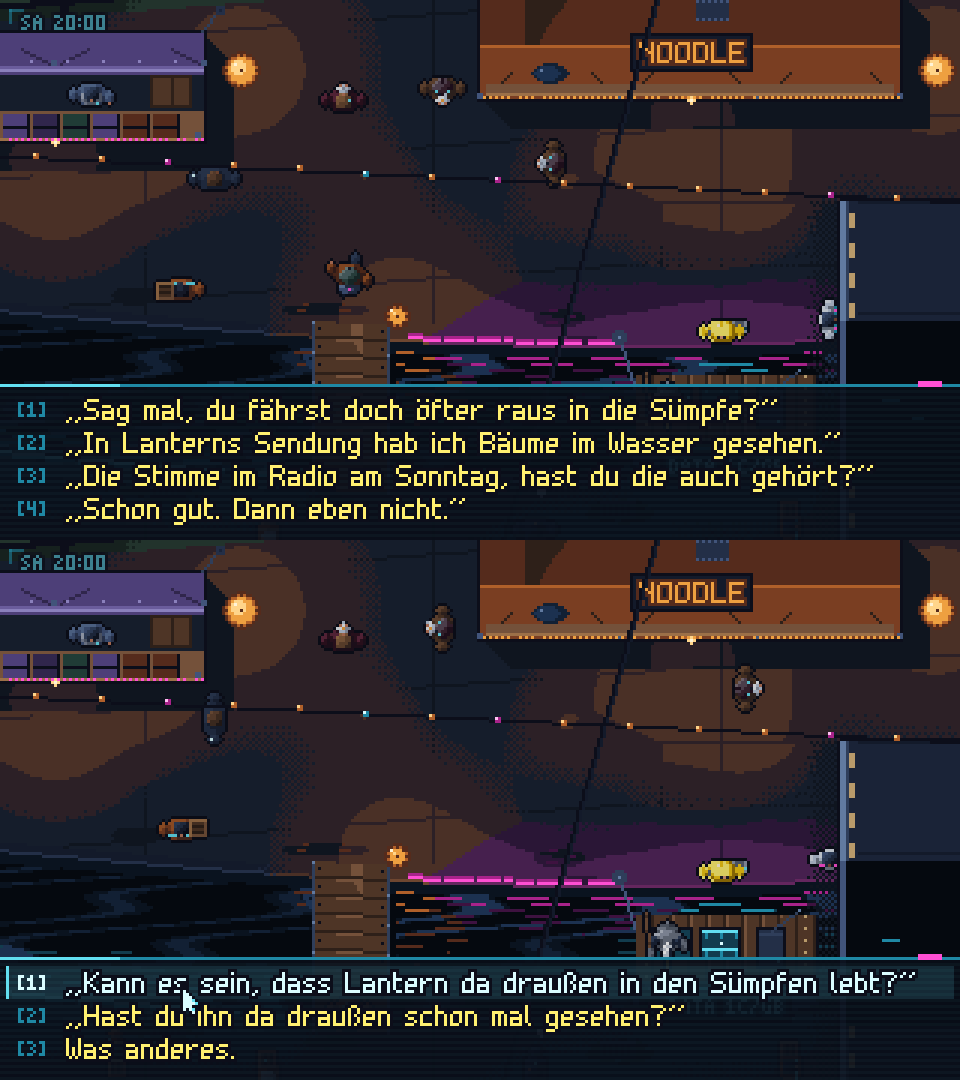 SA 20:00
NOODLE
[1] „Sag mal, du fährst doch öfter raus in die Sümpfe?“
[2] „In Lanterns Sendung hab ich Bäume im Wasser gesehen.“
[3] „Die Stimme im Radio am Sonntag, hast du die auch gehört?“
[4] „Schon gut. Dann eben nicht.“
SA 20:00
NOODLE
[1] „Kann es sein, dass Lantern da draußen in den Sümpfen lebt?“
[2] „Hast du ihn da draußen schon mal gesehen?“
[3] Was anderes.